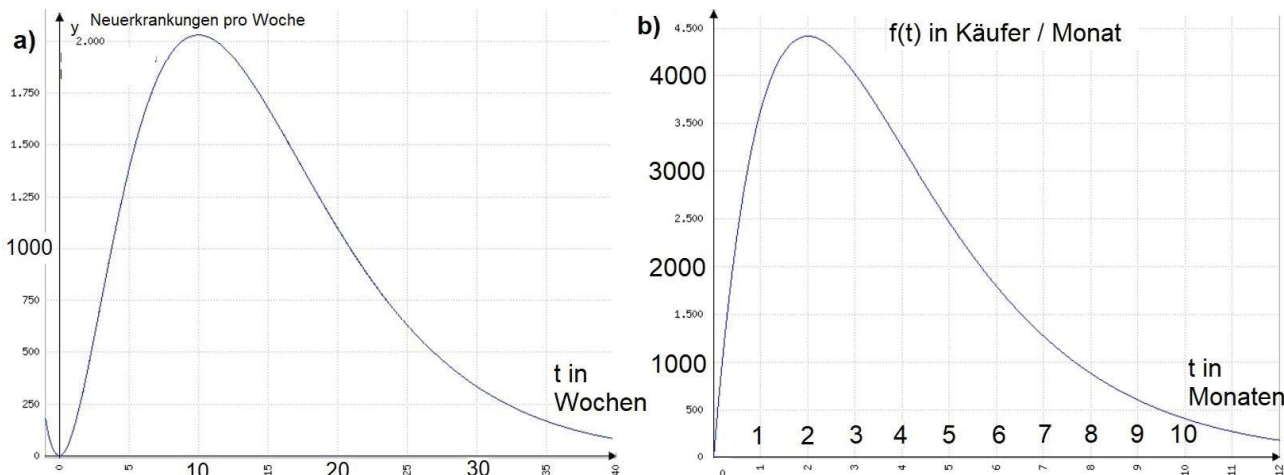 a)
Neuerkrankungen pro Woche
y
2.000
1.750
1.500
1.250
1000
750
500
250
0
t in
Wochen
0 5 10 15 20 25 30 35 40
b)
f(t) in Käufer / Monat
4.500
4000
3.500
3000
2.500
2000
1.500
1000
500
0
t in
Monaten
1 2 3 4 5 6 7 8 9 10
0 1 2 3 4 5 6 7 8 9 10 11 12